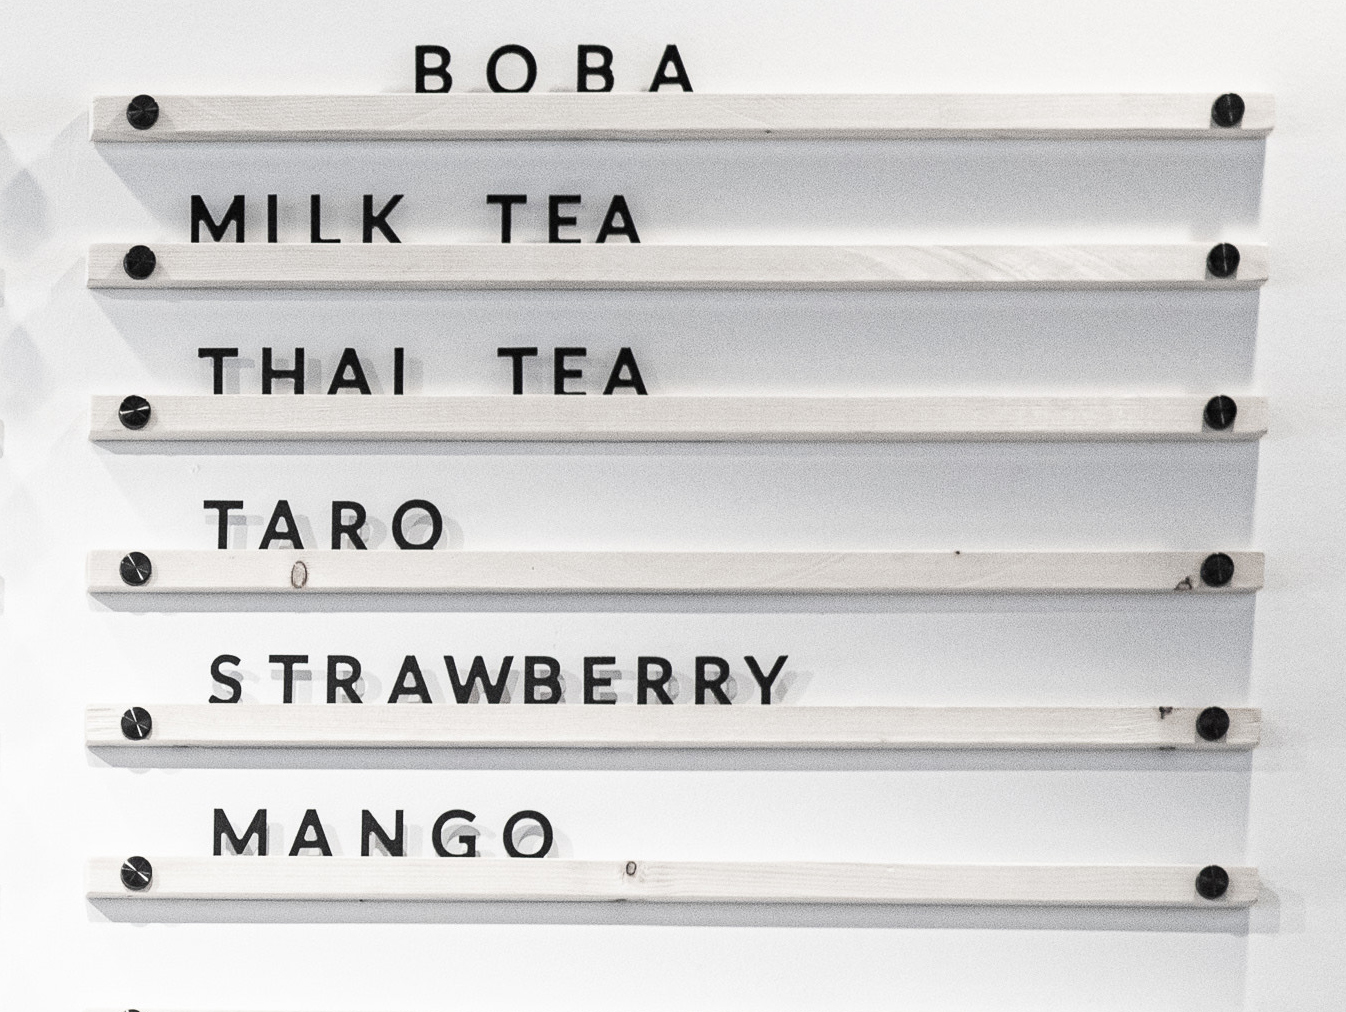 BOBA
MILK TEA
THAI TEA
TARO
STRAWBERRY
MANGO